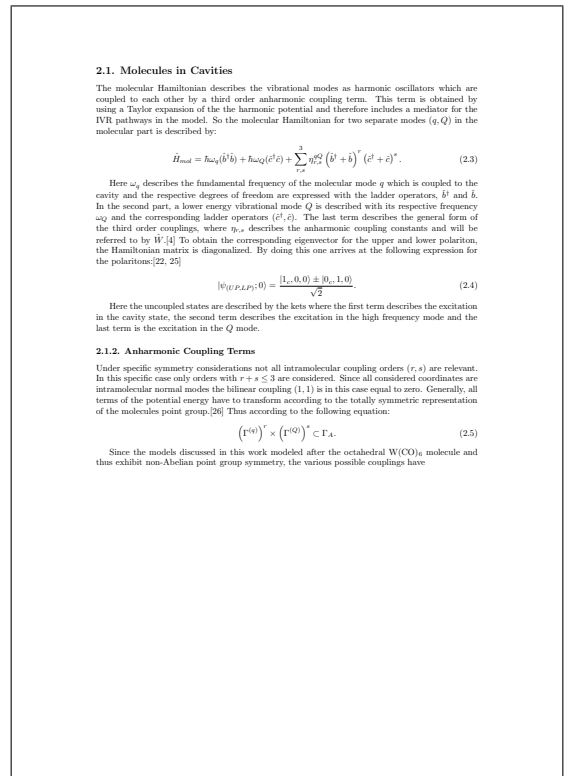 2.1. Molecules in Cavities
The molecular Hamiltonian describes the vibrational modes as harmonic oscillators which are
coupled to each other by a third order anharmonic coupling term. This term is obtained by
using a Taylor expansion of the the harmonic potential and therefore includes a mediator for the
IVR pathways in the model. So the molecular Hamiltonian for two separate modes (q, Q) in the
molecular part is described by:
Ĥ_mol = ħω_q(b̂†b̂) + ħω_Q(ĉ†ĉ) + ∑_{r,s}^{3} η_{r,s}^{qQ} (b̂† + b̂)^r (ĉ† + ĉ)^s. (2.3)
Here ω_q describes the fundamental frequency of the molecular mode q which is coupled to the
cavity and the respective degrees of freedom are expressed with the ladder operators, b̂† and b̂.
In the second part, a lower energy vibrational mode Q is described with its respective frequency
ω_Q and the corresponding ladder operators (ĉ†, ĉ). The last term describes the general form of
the third order couplings, where η_{r,s} describes the anharmonic coupling constants and will be
referred to by Ŵ.[4] To obtain the corresponding eigenvector for the upper and lower polariton,
the Hamiltonian matrix is diagonalized. By doing this one arrives at the following expression for
the polaritons:[22, 25]
|ψ_(UP,LP); 0⟩ = (|1_c, 0, 0⟩ ± |0_c, 1, 0⟩)/√2. (2.4)
Here the uncoupled states are described by the kets where the first term describes the excitation
in the cavity state, the second term describes the excitation in the high frequency mode and the
last term is the excitation in the Q mode.
2.1.2. Anharmonic Coupling Terms
Under specific symmetry considerations not all intramolecular coupling orders (r, s) are relevant.
In this specific case only orders with r + s ≤ 3 are considered. Since all considered coordinates are
intramolecular normal modes the bilinear coupling (1, 1) is in this case equal to zero. Generally, all
terms of the potential energy have to transform according to the totally symmetric representation
of the molecules point group.[26] Thus according to the following equation:
(Γ^(q))^r × (Γ^(Q))^s ⊂ Γ_A. (2.5)
Since the models discussed in this work modeled after the octahedral W(CO)₆ molecule and
thus exhibit non-Abelian point group symmetry, the various possible couplings have